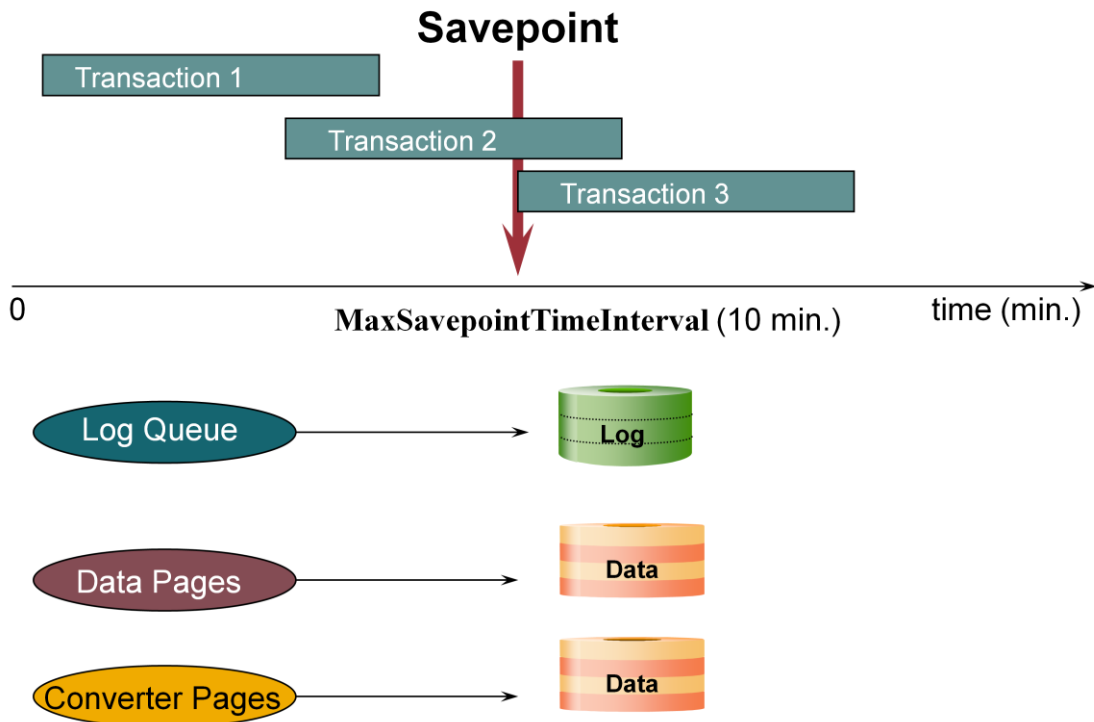 Savepoint
Transaction 1
Transaction 2
Transaction 3
0
MaxSavepointTimeInterval (10 min.)
time (min.)
Log Queue
Log
Data Pages
Data
Converter Pages
Data